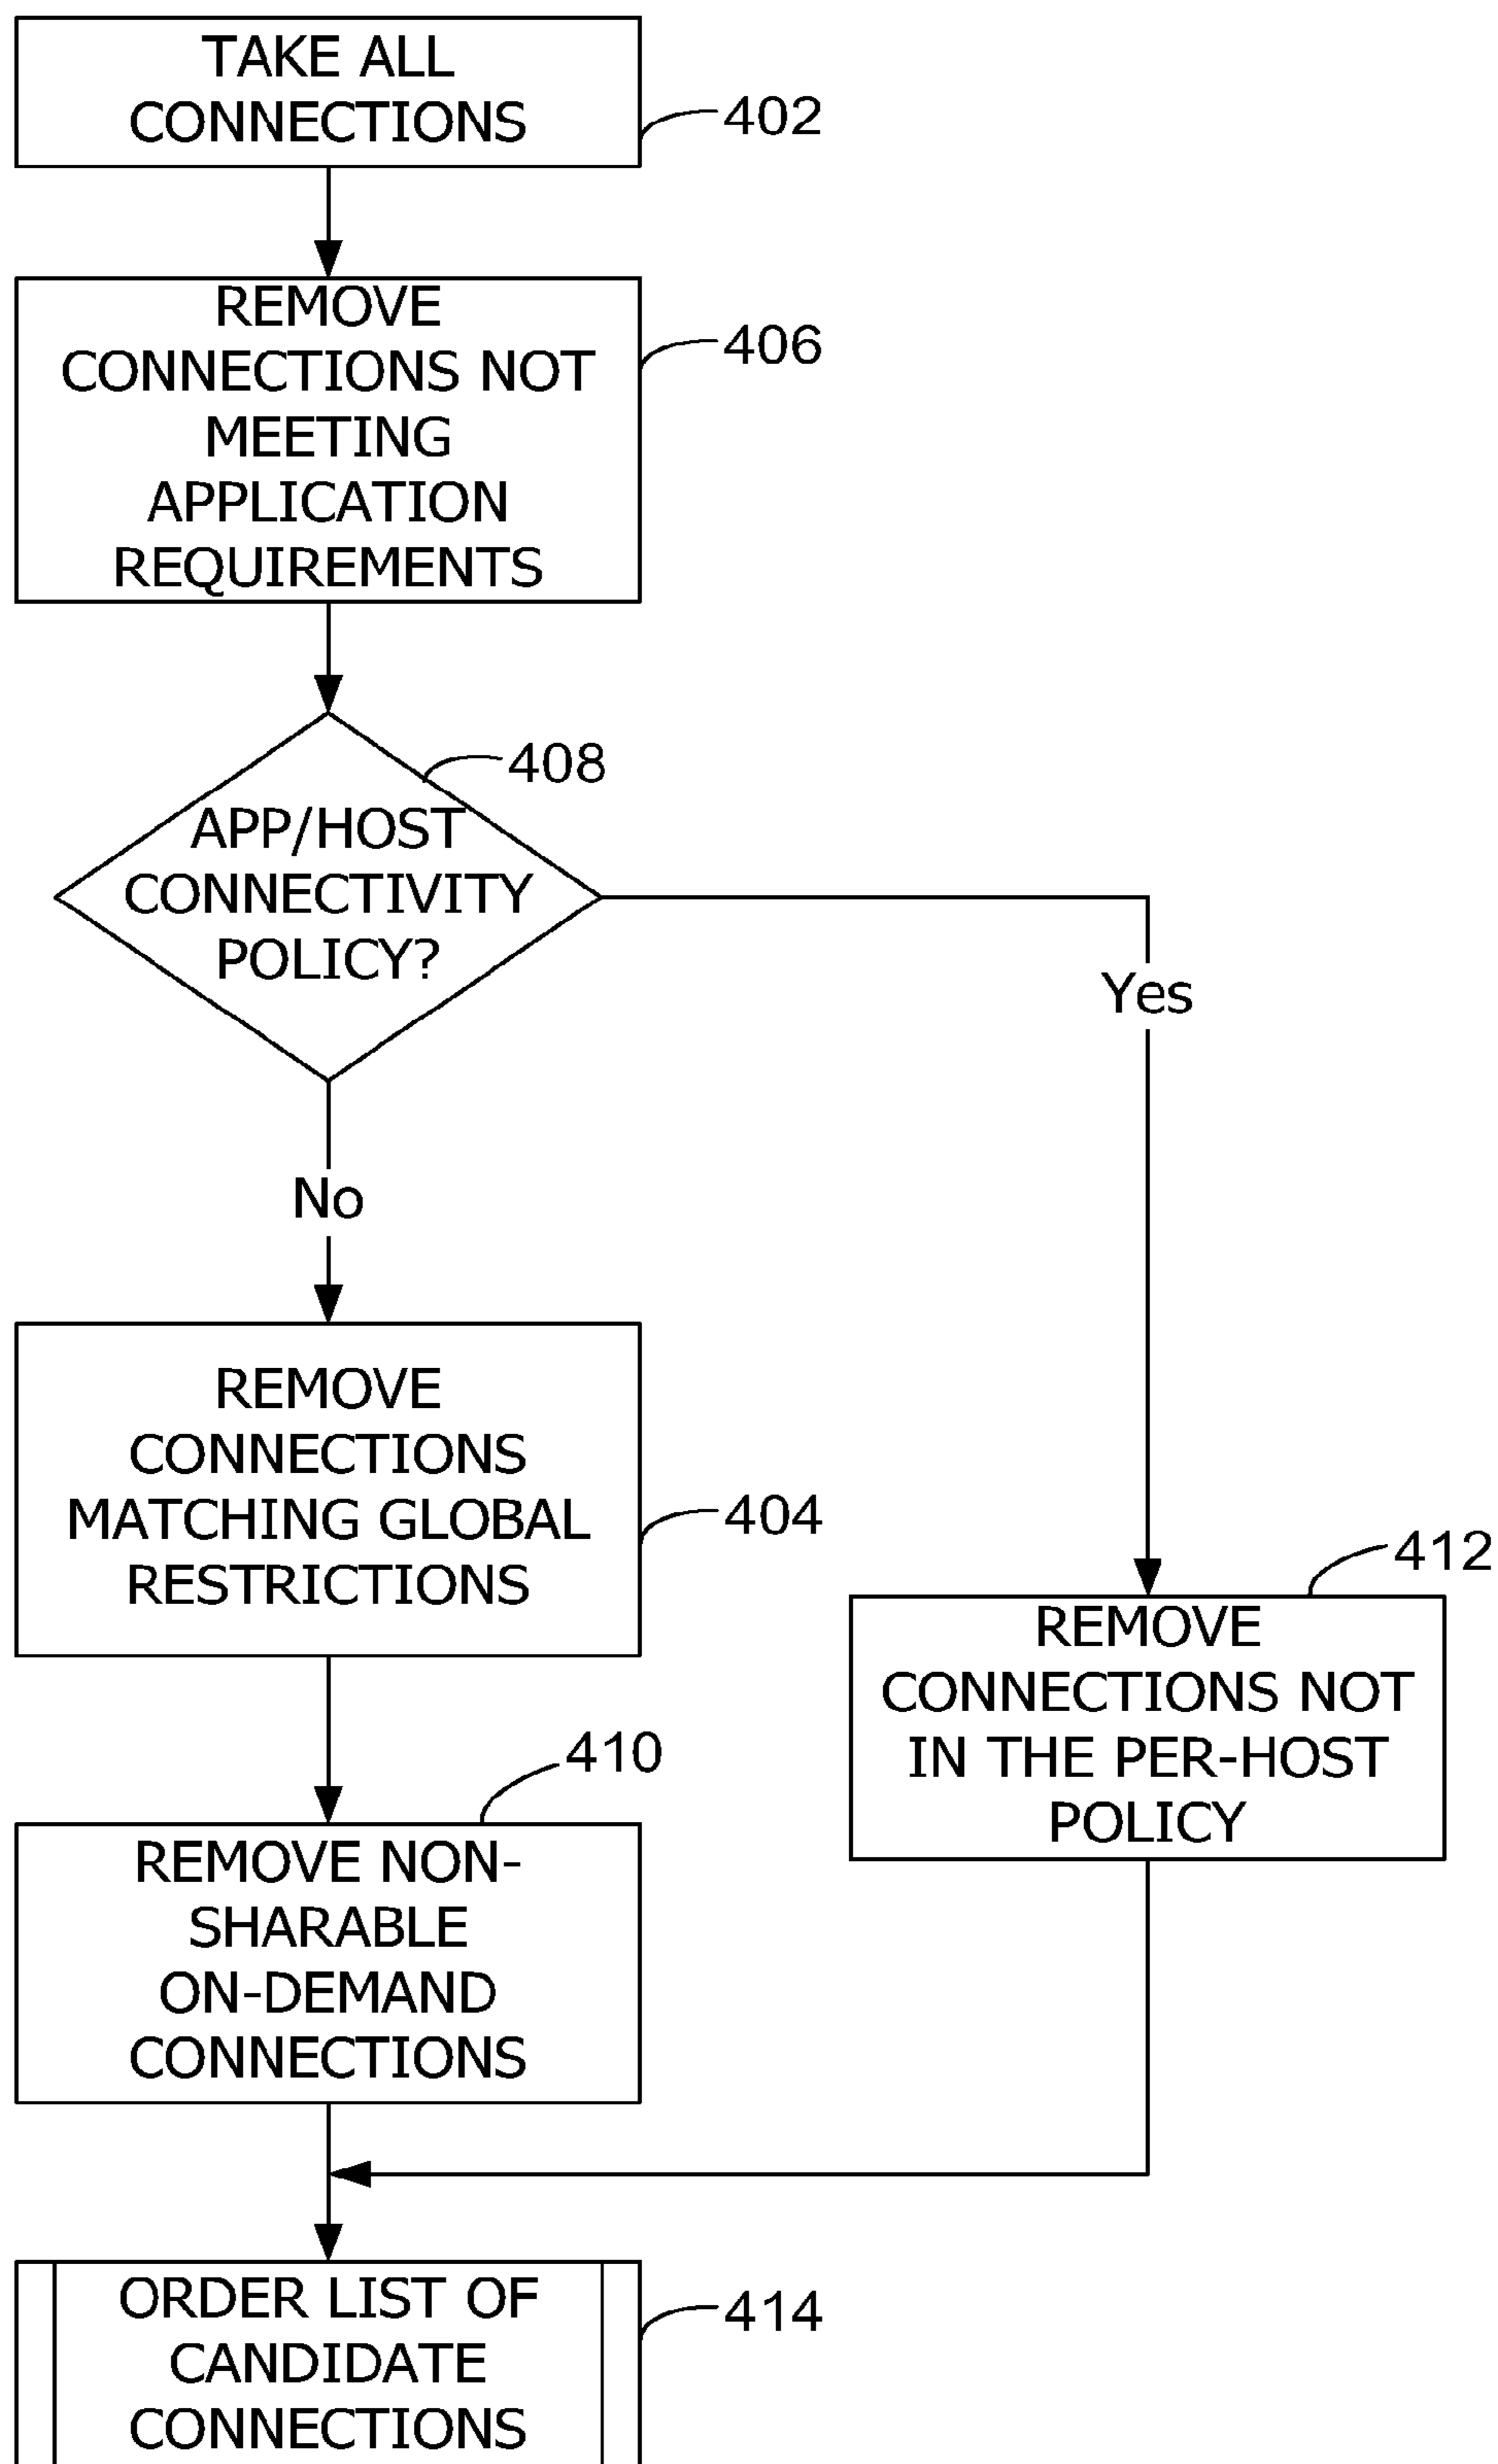 TAKE ALL
CONNECTIONS
402
REMOVE
CONNECTIONS NOT
MEETING
APPLICATION
REQUIREMENTS
406
408
APP/HOST
CONNECTIVITY
POLICY?
Yes
No
REMOVE
CONNECTIONS
MATCHING GLOBAL
RESTRICTIONS
404
412
REMOVE
CONNECTIONS NOT
IN THE PER-HOST
POLICY
410
REMOVE NON-
SHARABLE
ON-DEMAND
CONNECTIONS
ORDER LIST OF
CANDIDATE
CONNECTIONS
414